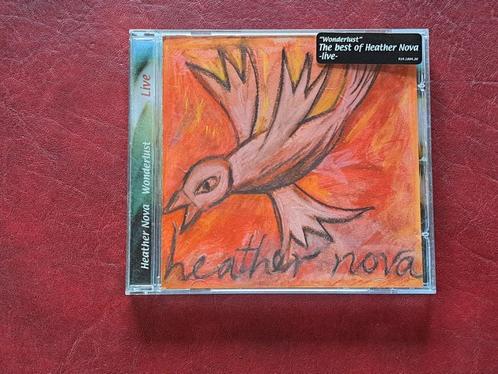 "Wonderlust"
The best of Heather Nova
-live-
Heather Nova Wonderlust Live
heather nova